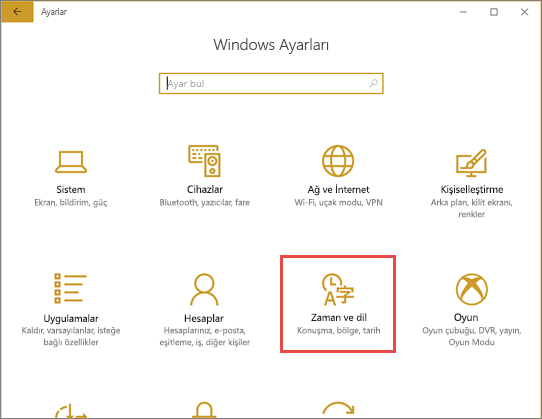 Ayarlar
Windows Ayarları
Ayar bul
Sistem
Ekran, bildirim, güç
Cihazlar
Bluetooth, yazıcılar, fare
Ağ ve İnternet
Wi-Fi, uçak modu, VPN
Kişiselleştirme
Arka plan, kilit ekranı,
renkler
Uygulamalar
Kaldır, varsayılanlar, isteğe
bağlı özellikler
Hesaplar
Hesaplarınız, e-posta,
eşitleme, iş, diğer kişiler
字
Zaman ve dil
Konuşma, bölge, tarih
Oyun
Oyun çubuğu, DVR, yayın,
Oyun Modu